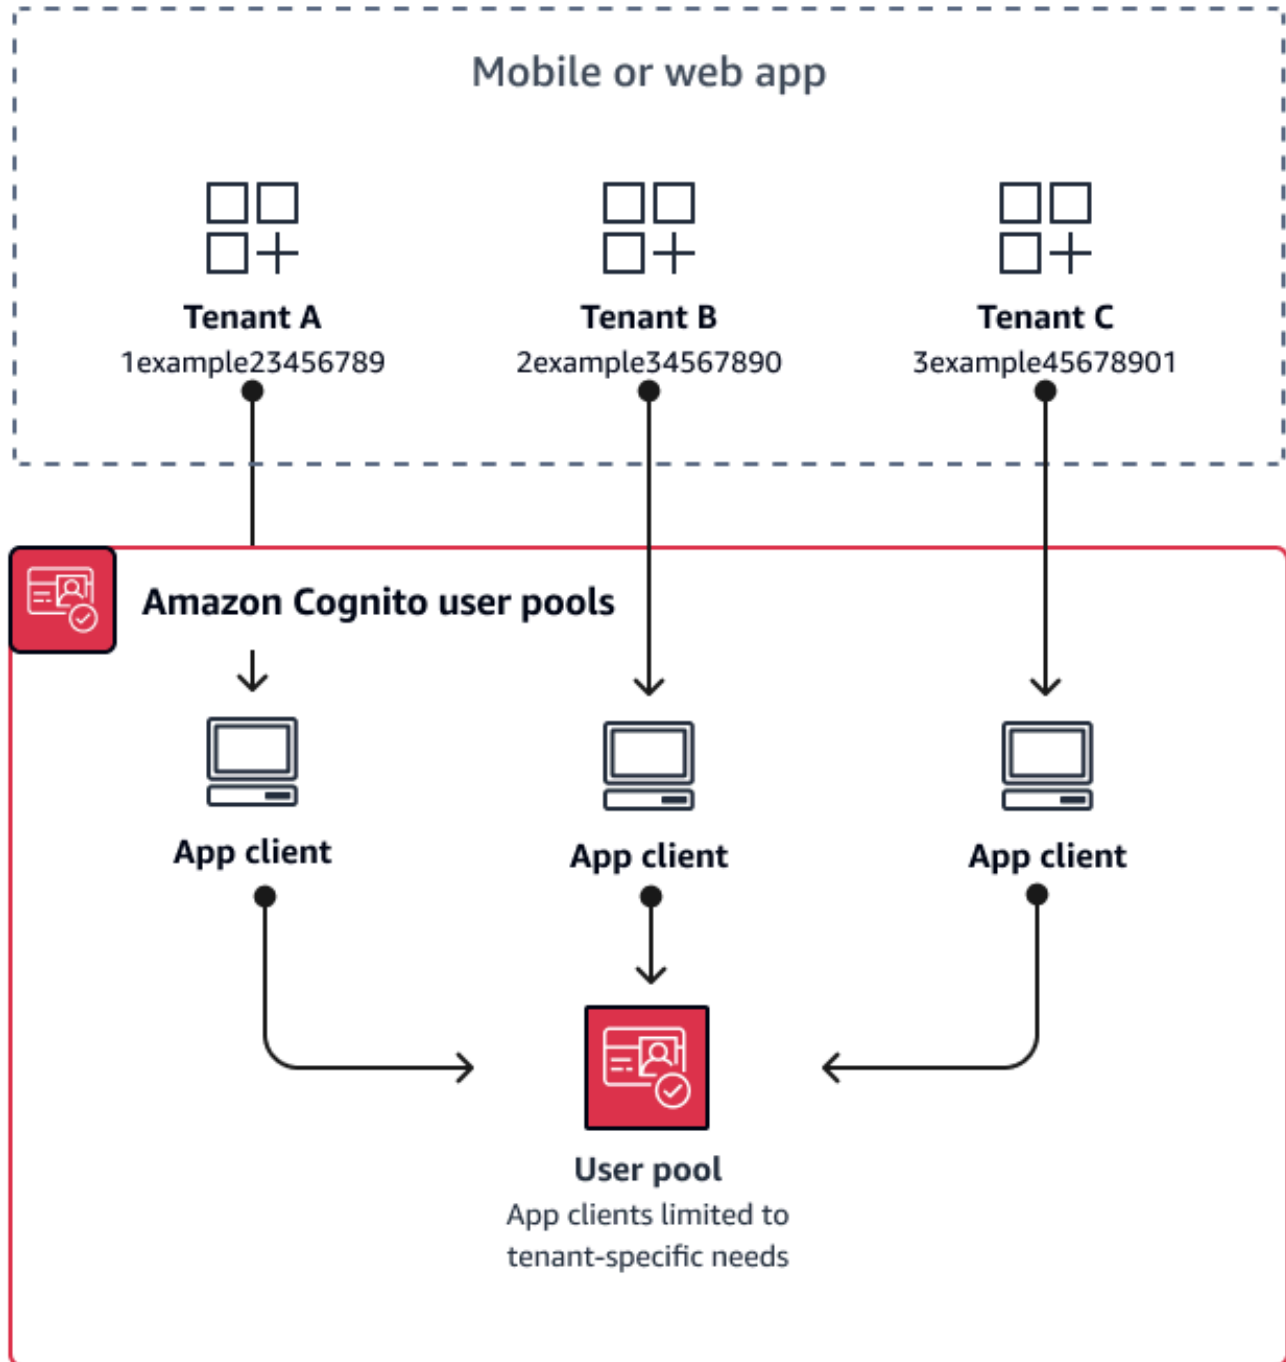 Mobile or web app
Tenant A
Tenant B
Tenant C
1example23456789
2example34567890
3example45678901
Amazon Cognito user pools
App client
App client
App client
User pool
App clients limited to
tenant-specific needs